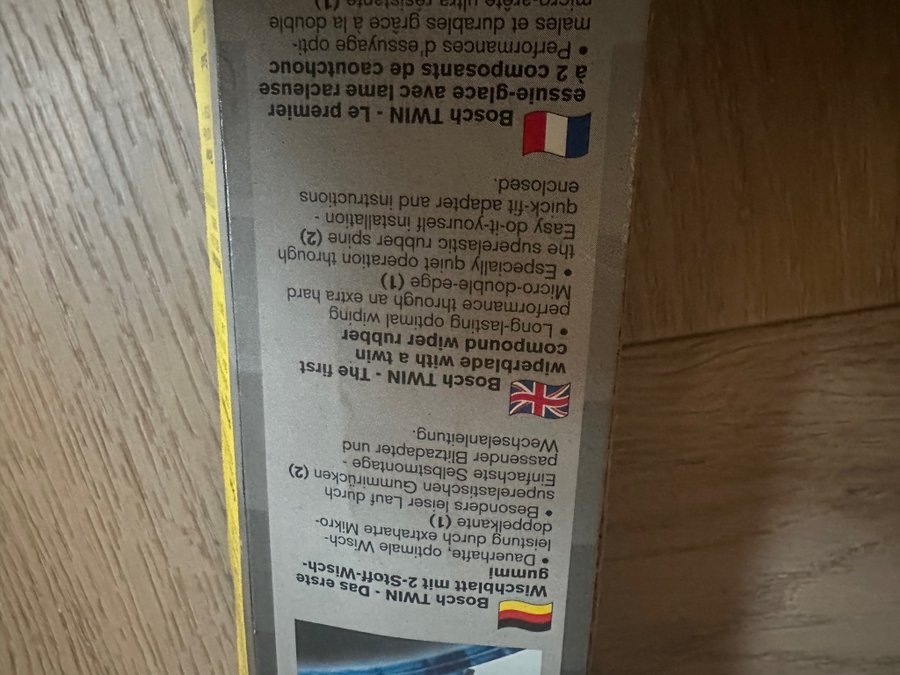 Bosch TWIN - Das erste
Wischblatt mit 2-Stoff-Wisch-
gummi
• Dauerhafte, optimale Wisch-
leistung durch extraharte Mikro-
doppelkante (1)
• Besonders leiser Lauf durch
superelastischen Gummirücken (2)
Einfachste Selbstmontage -
passender Blitzadapter und
Wechselanleitung.
Bosch TWIN - The first
wiperblade with a twin
compound wiper rubber
• Long-lasting optimal wiping
performance through an extra hard
Micro-double-edge (1)
• Especially quiet operation through
the superelastic rubber spine (2)
Easy do-it-yourself installation -
quick-fit adapter and instructions
enclosed.
Bosch TWIN - Le premier
essuie-glace avec lame racleuse
à 2 composants de caoutchouc
• Performances d'essuyage opti-
males et durables grâce à la double
micro-arête ultra résistante (1)